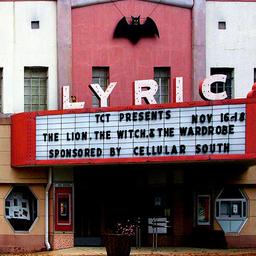 LYRIC
TCT PRESENTS NOV 16-18
THE LION, THE WITCH, & THE WARDROBE
SPONSORED BY CELLULAR SOUTH